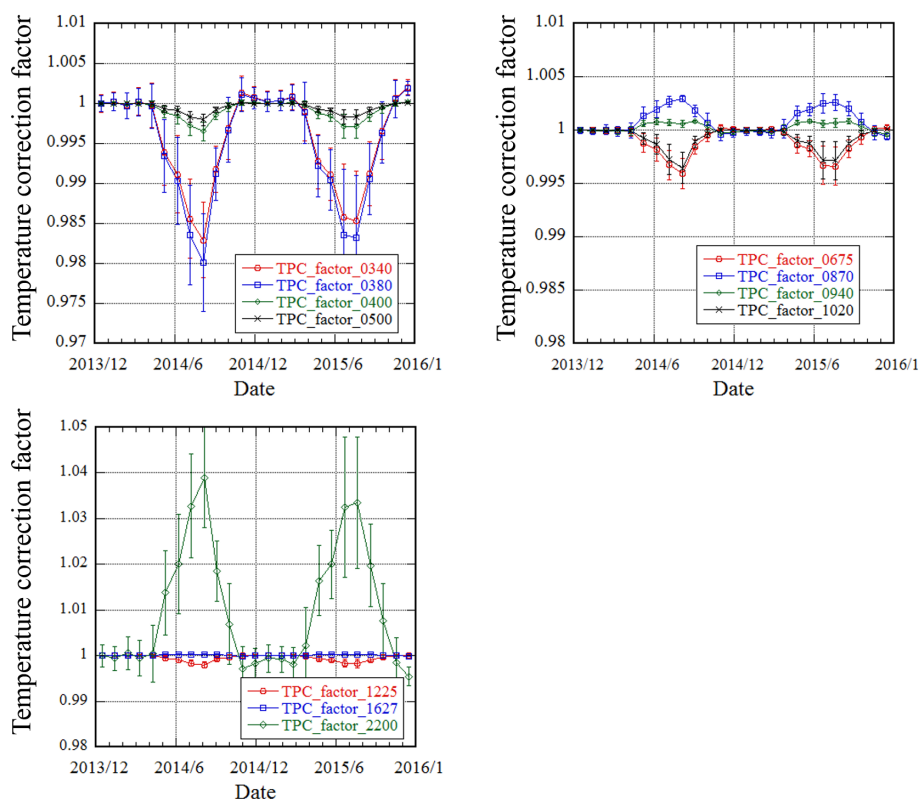 Temperature correction factor
1.01
1.005
1
0.995
0.99
0.985
0.98
0.975
0.97
TPC_factor_0340
TPC_factor_0380
TPC_factor_0400
TPC_factor_0500
2013/12 2014/6 2014/12 2015/6 2016/1
Date
Temperature correction factor
1.01
1.005
1
0.995
0.99
0.985
0.98
TPC_factor_0675
TPC_factor_0870
TPC_factor_0940
TPC_factor_1020
2013/12 2014/6 2014/12 2015/6 2016/1
Date
Temperature correction factor
1.05
1.04
1.03
1.02
1.01
1
0.99
0.98
TPC_factor_1225
TPC_factor_1627
TPC_factor_2200
2013/12 2014/6 2014/12 2015/6 2016/1
Date